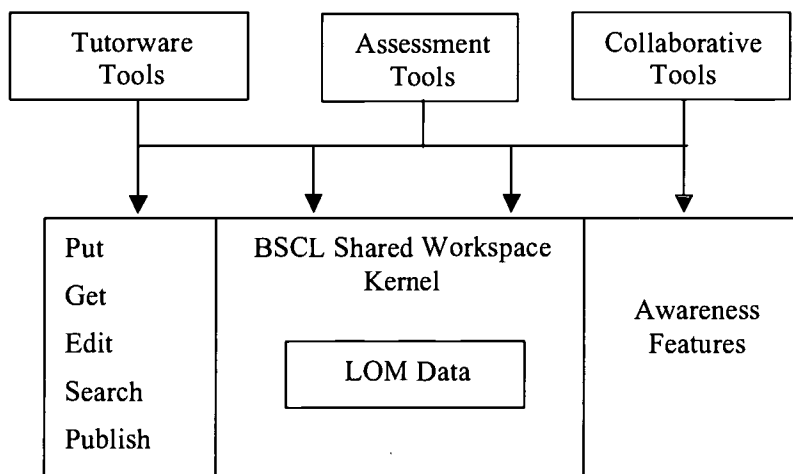 Tutorware
Tools
Assessment
Tools
Collaborative
Tools
Put
Get
Edit
Search
Publish
BSCL Shared Workspace
Kernel
LOM Data
Awareness
Features